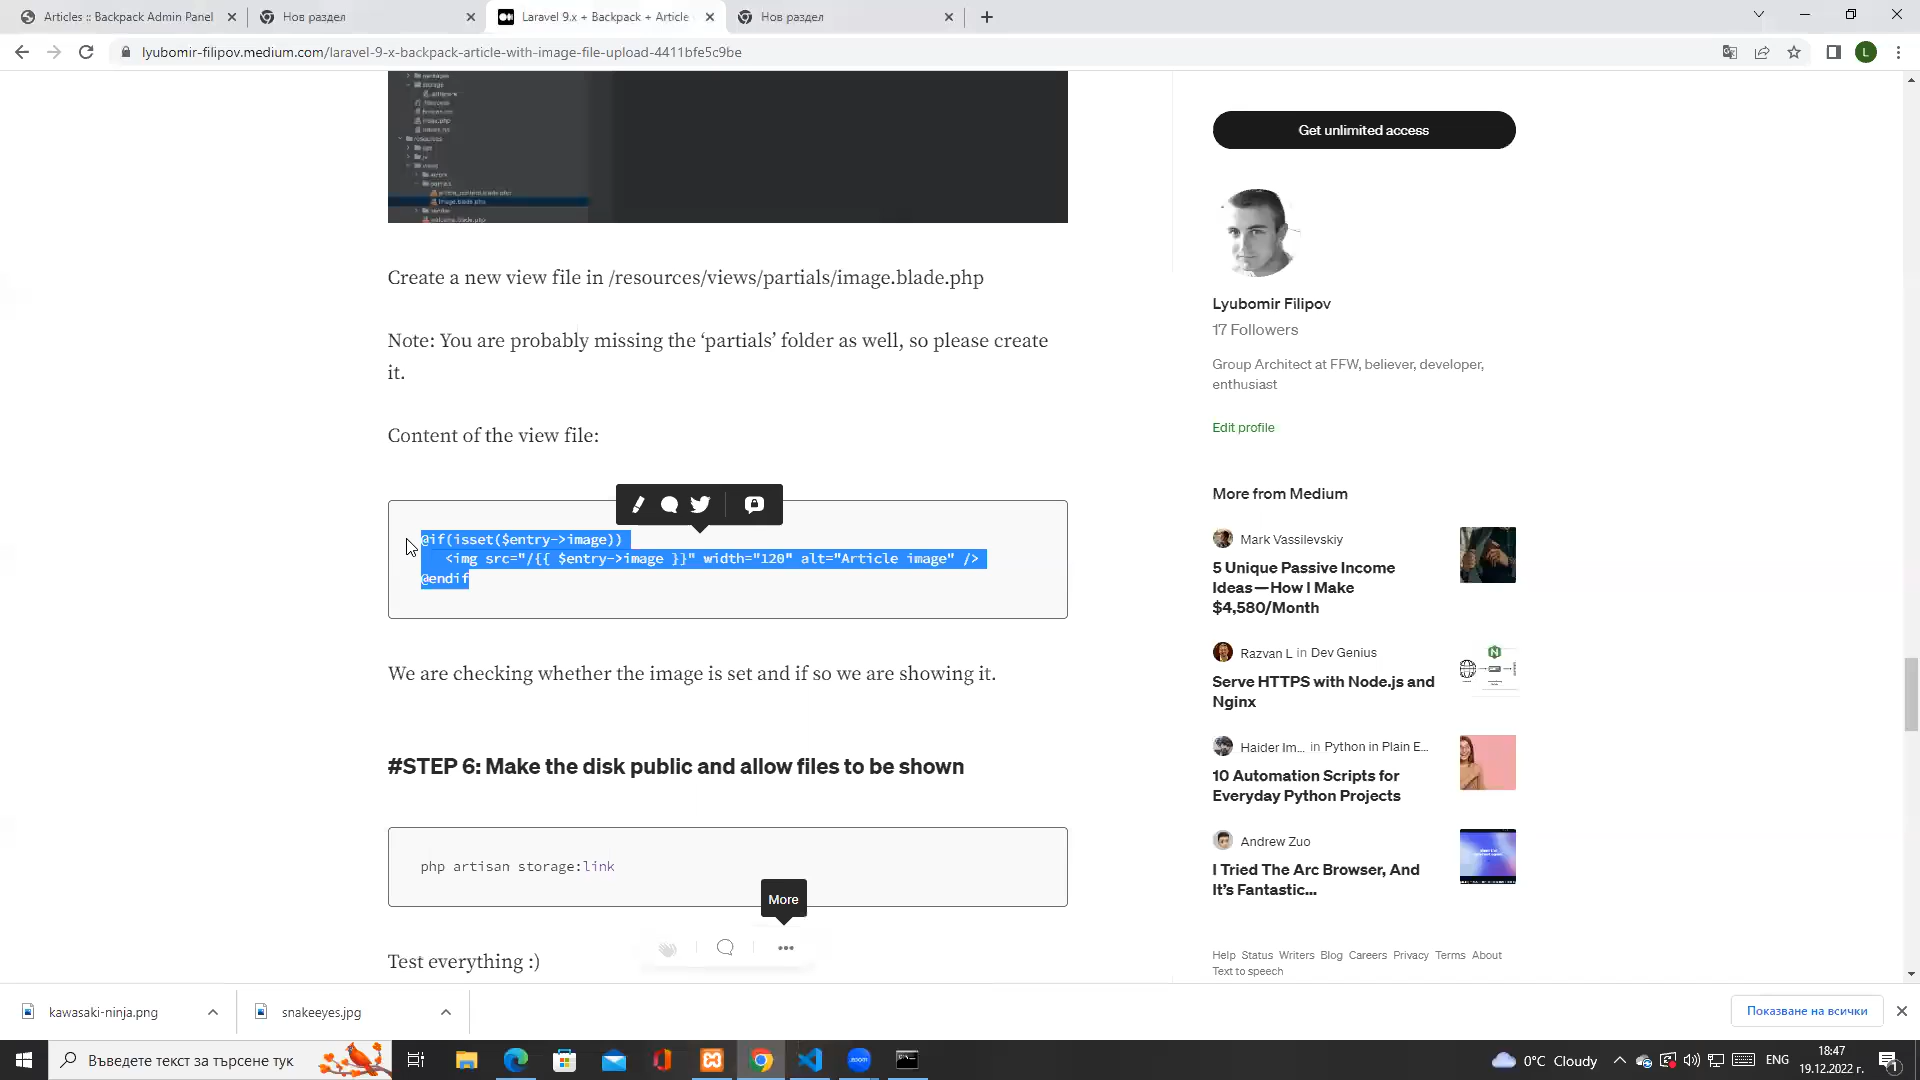 Articles :: Backpack Admin Panel
Нов раздел
Laravel 9.x + Backpack + Article
Нов раздел
lyubomir-filipov.medium.com/laravel-9-x-backpack-article-with-image-file-upload-4411bfe5c9be
L
image.blade.php
welcome.blade.php
Create a new view file in /resources/views/partials/image.blade.php
Note: You are probably missing the ‘partials’ folder as well, so please create
it.
Content of the view file:
@if(isset($entry->image))
<img src="/{{ $entry->image }}" width="120" alt="Article image" />
@endif
We are checking whether the image is set and if so we are showing it.
#STEP 6: Make the disk public and allow files to be shown
php artisan storage:link
More
Test everything :)
Get unlimited access
Lyubomir Filipov
17 Followers
Group Architect at FFW, believer, developer,
enthusiast
Edit profile
More from Medium
Mark Vassilevskiy
5 Unique Passive Income
Ideas — How I Make
$4,580/Month
Razvan L in Dev Genius
Serve HTTPS with Node.js and
Nginx
Haider Im... in Python in Plain E...
10 Automation Scripts for
Everyday Python Projects
Andrew Zuo
I Tried The Arc Browser, And
It’s Fantastic...
Help Status Writers Blog Careers Privacy Terms About
Text to speech
kawasaki-ninja.png
snakeeyes.jpg
Показване на всички
Въведете текст за търсене тук
zoom
0°C Cloudy
ENG
18:47
19.12.2022 г.
1